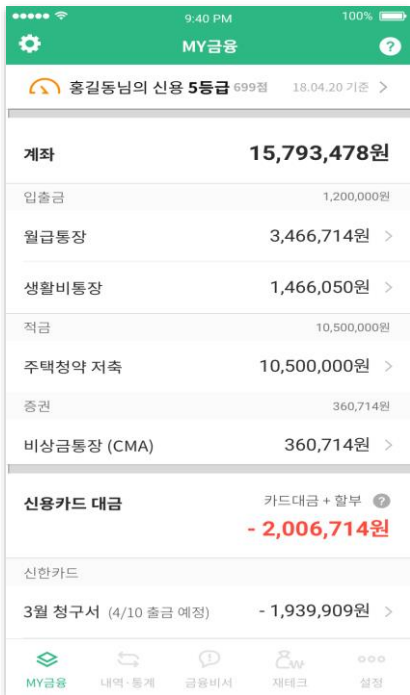 9:40 PM 100%
MY금융 ?
홍길동님의 신용 5등급 699점 18.04.20 기준 >
계좌 15,793,478원
입출금 1,200,000원
월급통장 3,466,714원 >
생활비통장 1,466,050원 >
적금 10,500,000원
주택청약 저축 10,500,000원 >
증권 360,714원
비상금통장 (CMA) 360,714원 >
신용카드 대금 카드대금 + 할부 ?
- 2,006,714원
신한카드
3월 청구서 (4/10 출금 예정) - 1,939,909원 >
MY금융 내역·통계 금융비서 재테크 설정